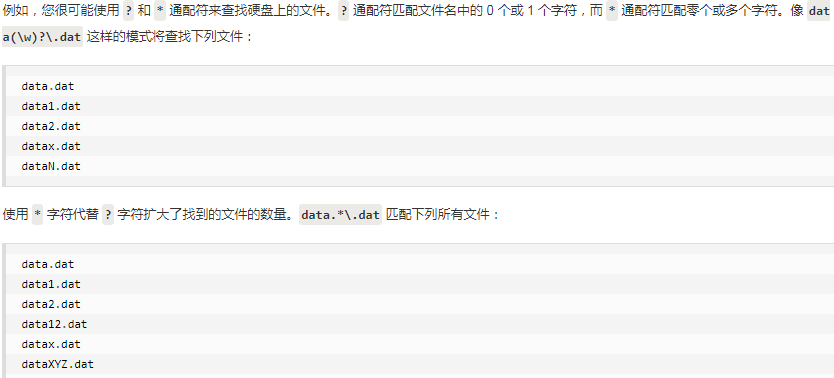 例如，您很可能使用 ? 和 * 通配符来查找硬盘上的文件。? 通配符匹配文件名中的 0 个或 1 个字符，而 * 通配符匹配零个或多个字符。像 dat
a(\w)?\.dat 这样的模式将查找下列文件：
data.dat
data1.dat
data2.dat
datax.dat
dataN.dat
使用 * 字符代替 ? 字符扩大了找到的文件的数量。data.*\.dat 匹配下列所有文件：
data.dat
data1.dat
data2.dat
data12.dat
datax.dat
dataXYZ.dat